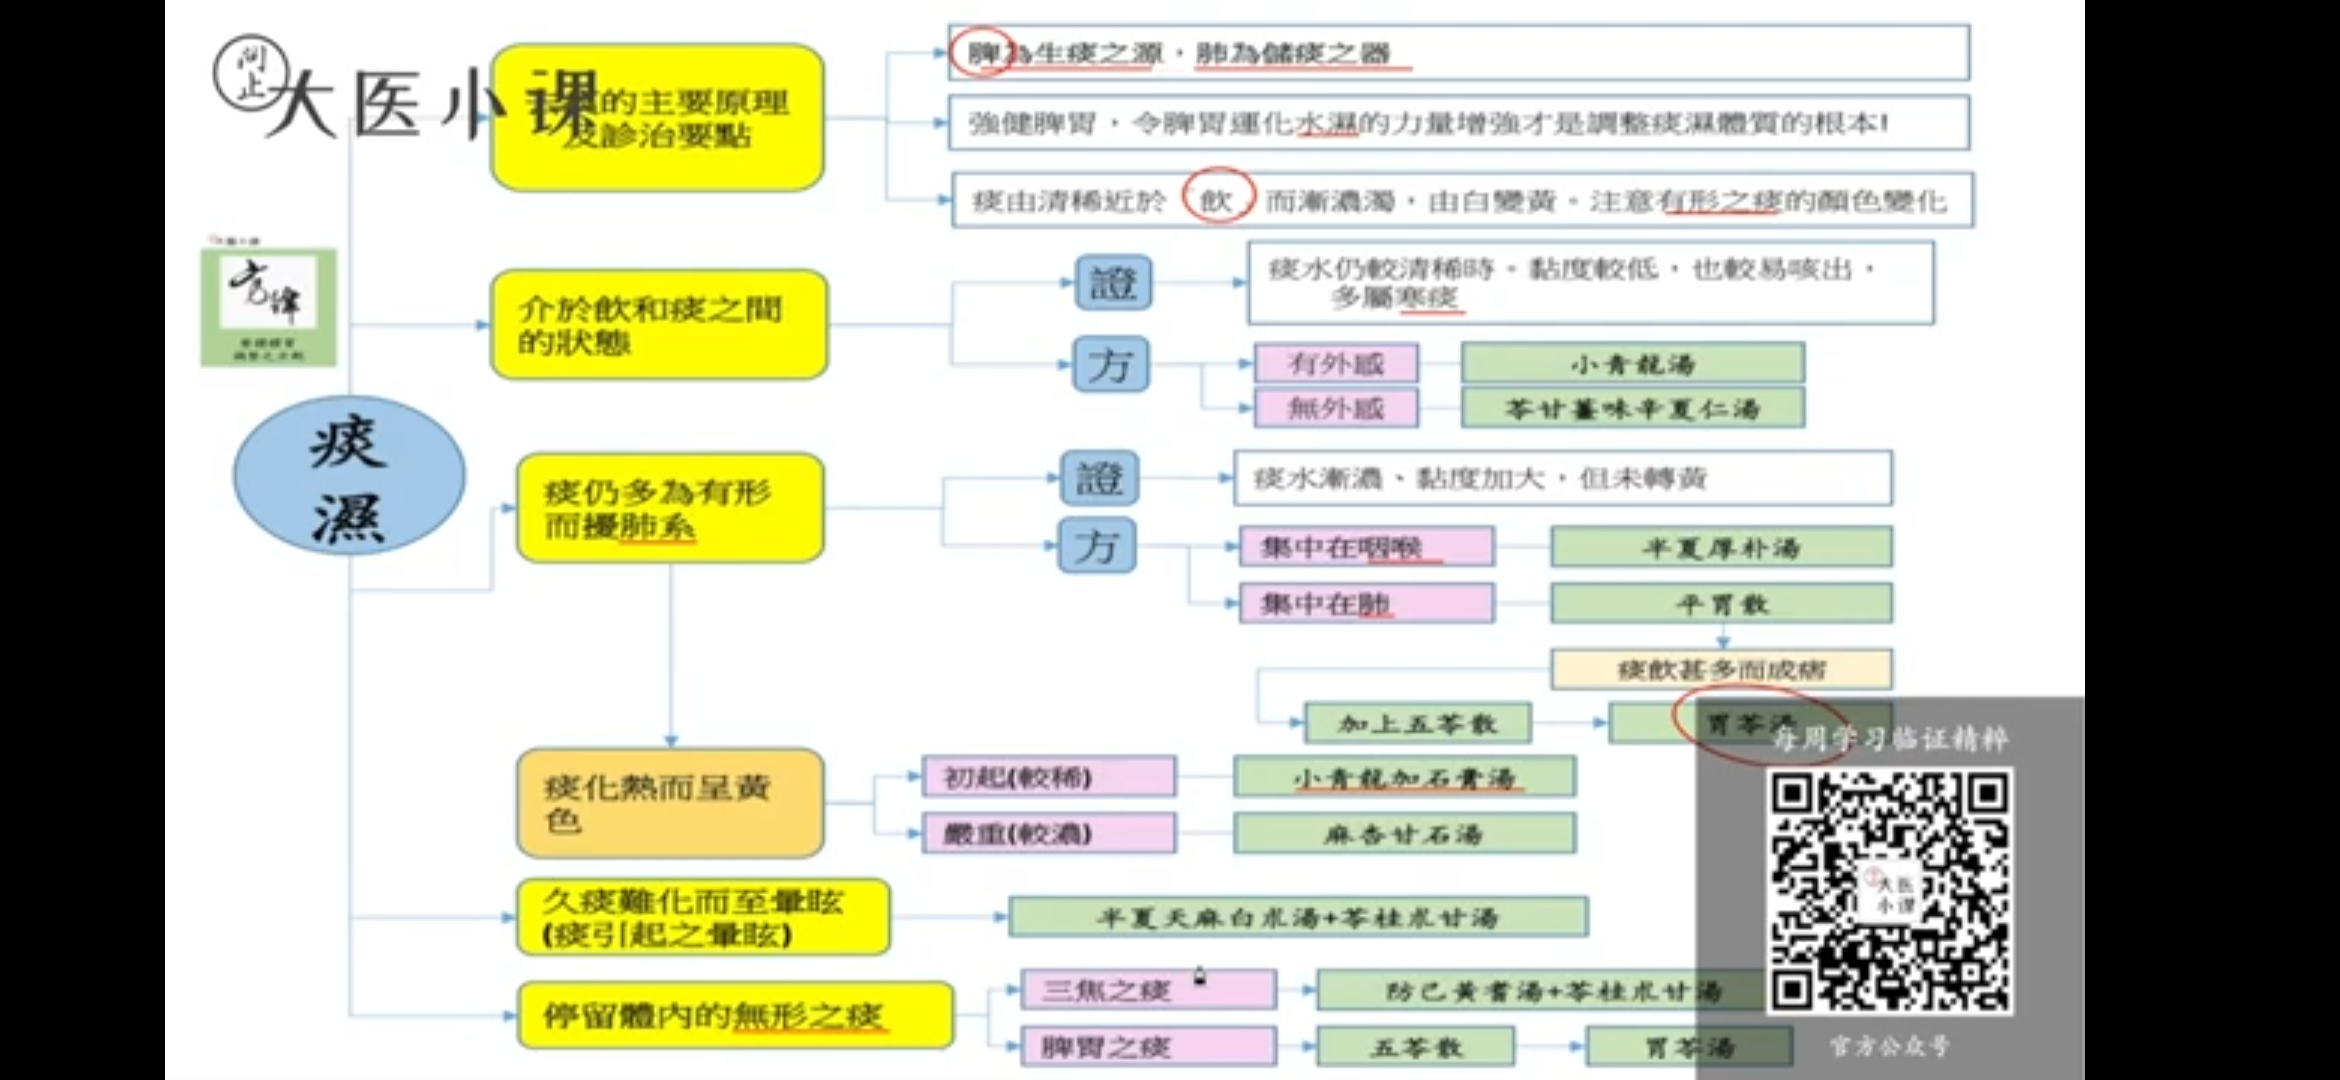 问止
大医小课
的主要原理
及診治要點
脾為生痰之源，肺為儲痰之器
強健脾胃，令脾胃運化水濕的力量增強才是調整痰濕體質的根本!
痰由清稀近於「飲」而漸濃濁，由白變黃。注意有形之痰的顏色變化
痰濕
介於飲和痰之間
的狀態
證
痰水仍較清稀時。黏度較低，也較易咳出，
多屬寒痰
方
有外感
小青龍湯
無外感
苓甘薑味辛夏仁湯
痰仍多為有形
而擾肺系
證
痰水漸濃、黏度加大，但未轉黃
方
集中在咽喉
半夏厚朴湯
集中在肺
平胃散
痰飲甚多而成痞
加上五苓散
胃苓湯
痰化熱而呈黃
色
初起(較稀)
小青龍加石膏湯
嚴重(較濃)
麻杏甘石湯
久痰難化而至暈眩
(痰引起之暈眩)
半夏天麻白朮湯+苓桂朮甘湯
停留體內的無形之痰
三焦之痰
防己黃耆湯+苓桂朮甘湯
脾胃之痰
五苓散
胃苓湯
每周学习临证精粹
大医
小课
官方公众号